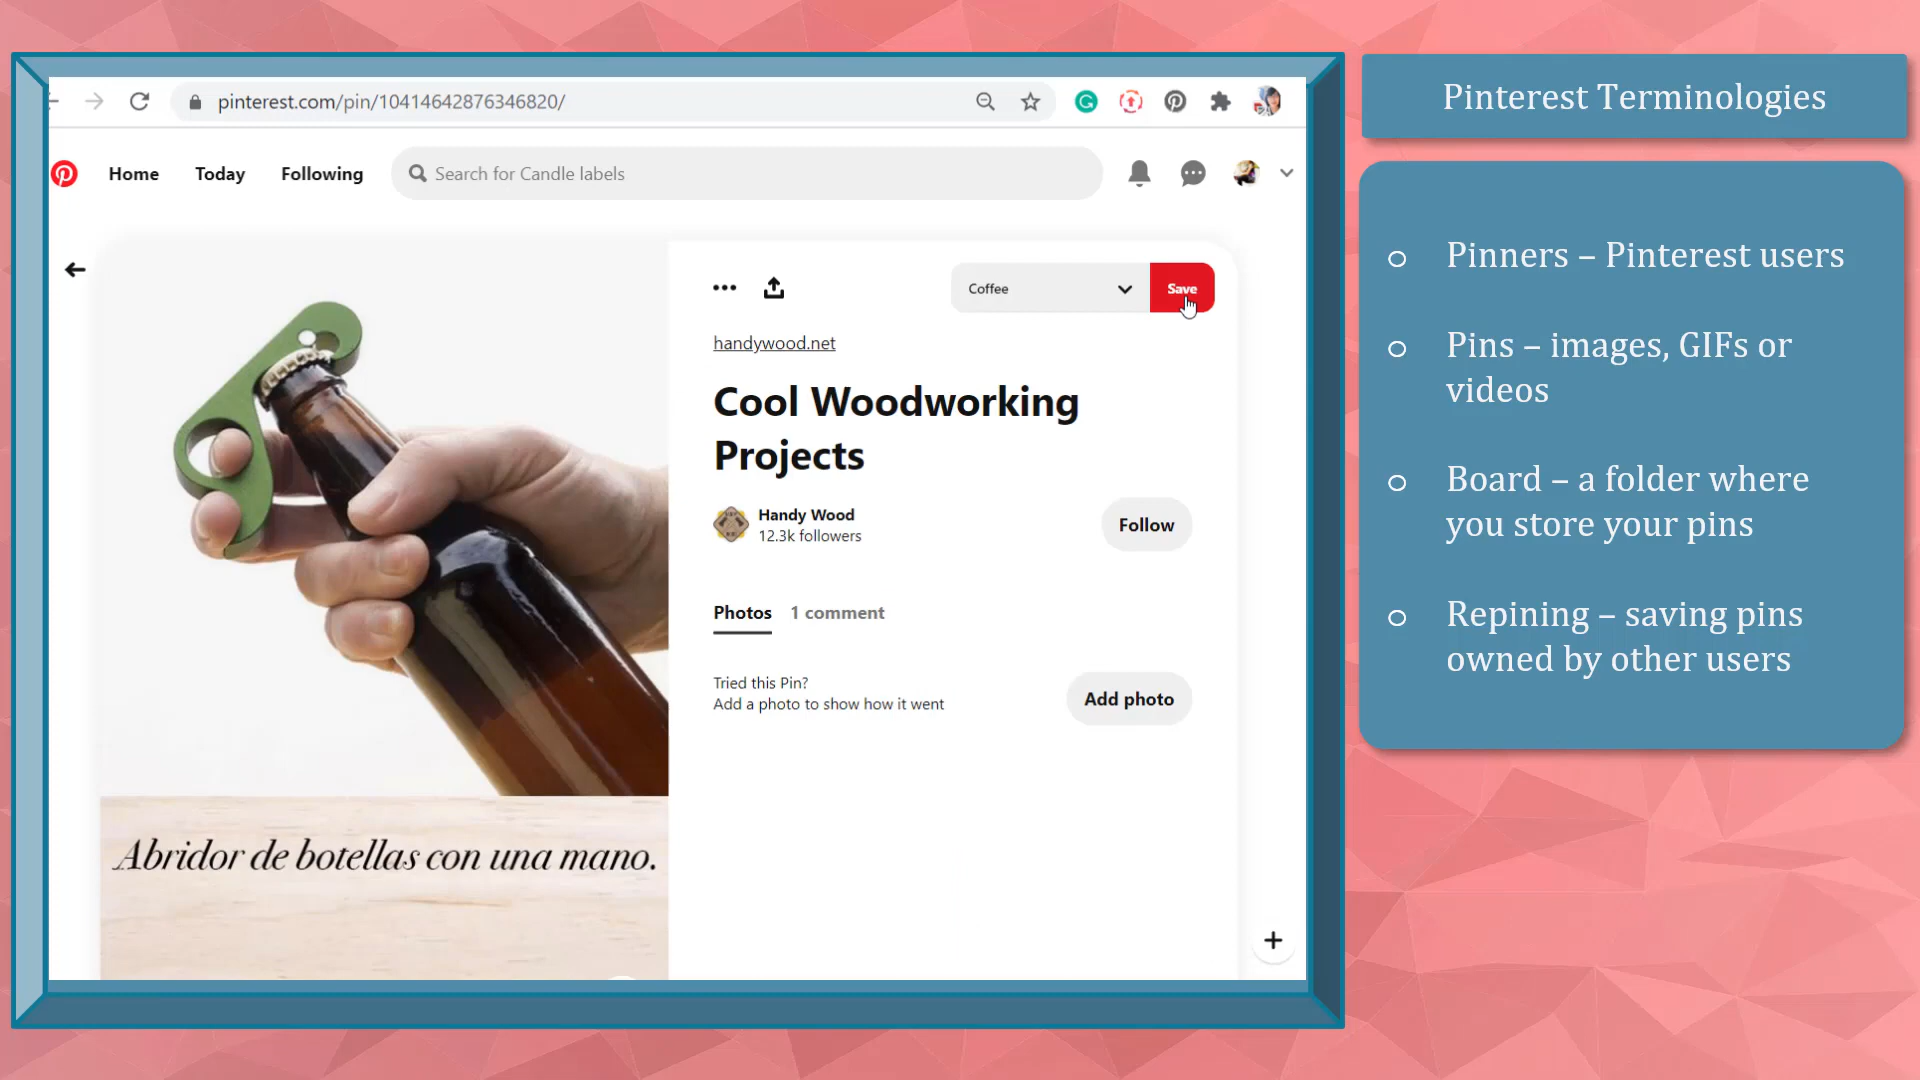 pinterest.com/pin/10414642876346820/
Home Today Following Search for Candle labels
Coffee Save
handywood.net
Cool Woodworking
Projects
Handy Wood
12.3k followers
Follow
Photos 1 comment
Tried this Pin?
Add a photo to show how it went
Add photo
Abridor de botellas con una mano.
Pinterest Terminologies
Pinners – Pinterest users
Pins – images, GIFs or
videos
Board – a folder where
you store your pins
Repining – saving pins
owned by other users